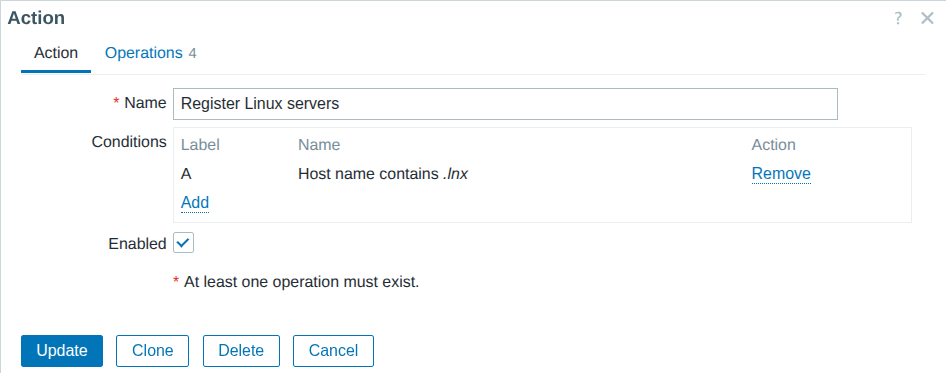 Action ?
Action Operations 4
* Name Register Linux servers
Conditions Label Name Action
A Host name contains .lnx Remove
Add
Enabled
* At least one operation must exist.
Update Clone Delete Cancel